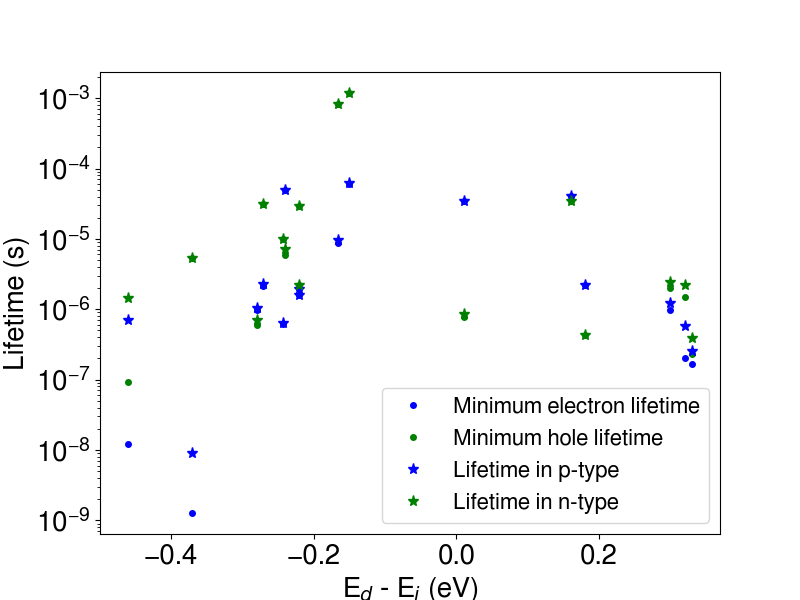 Lifetime (s)
10⁻³
10⁻⁴
10⁻⁵
10⁻⁶
10⁻⁷
10⁻⁸
10⁻⁹
Minimum electron lifetime
Minimum hole lifetime
Lifetime in p-type
Lifetime in n-type
−0.4 −0.2 0.0 0.2
E_d - E_i (eV)